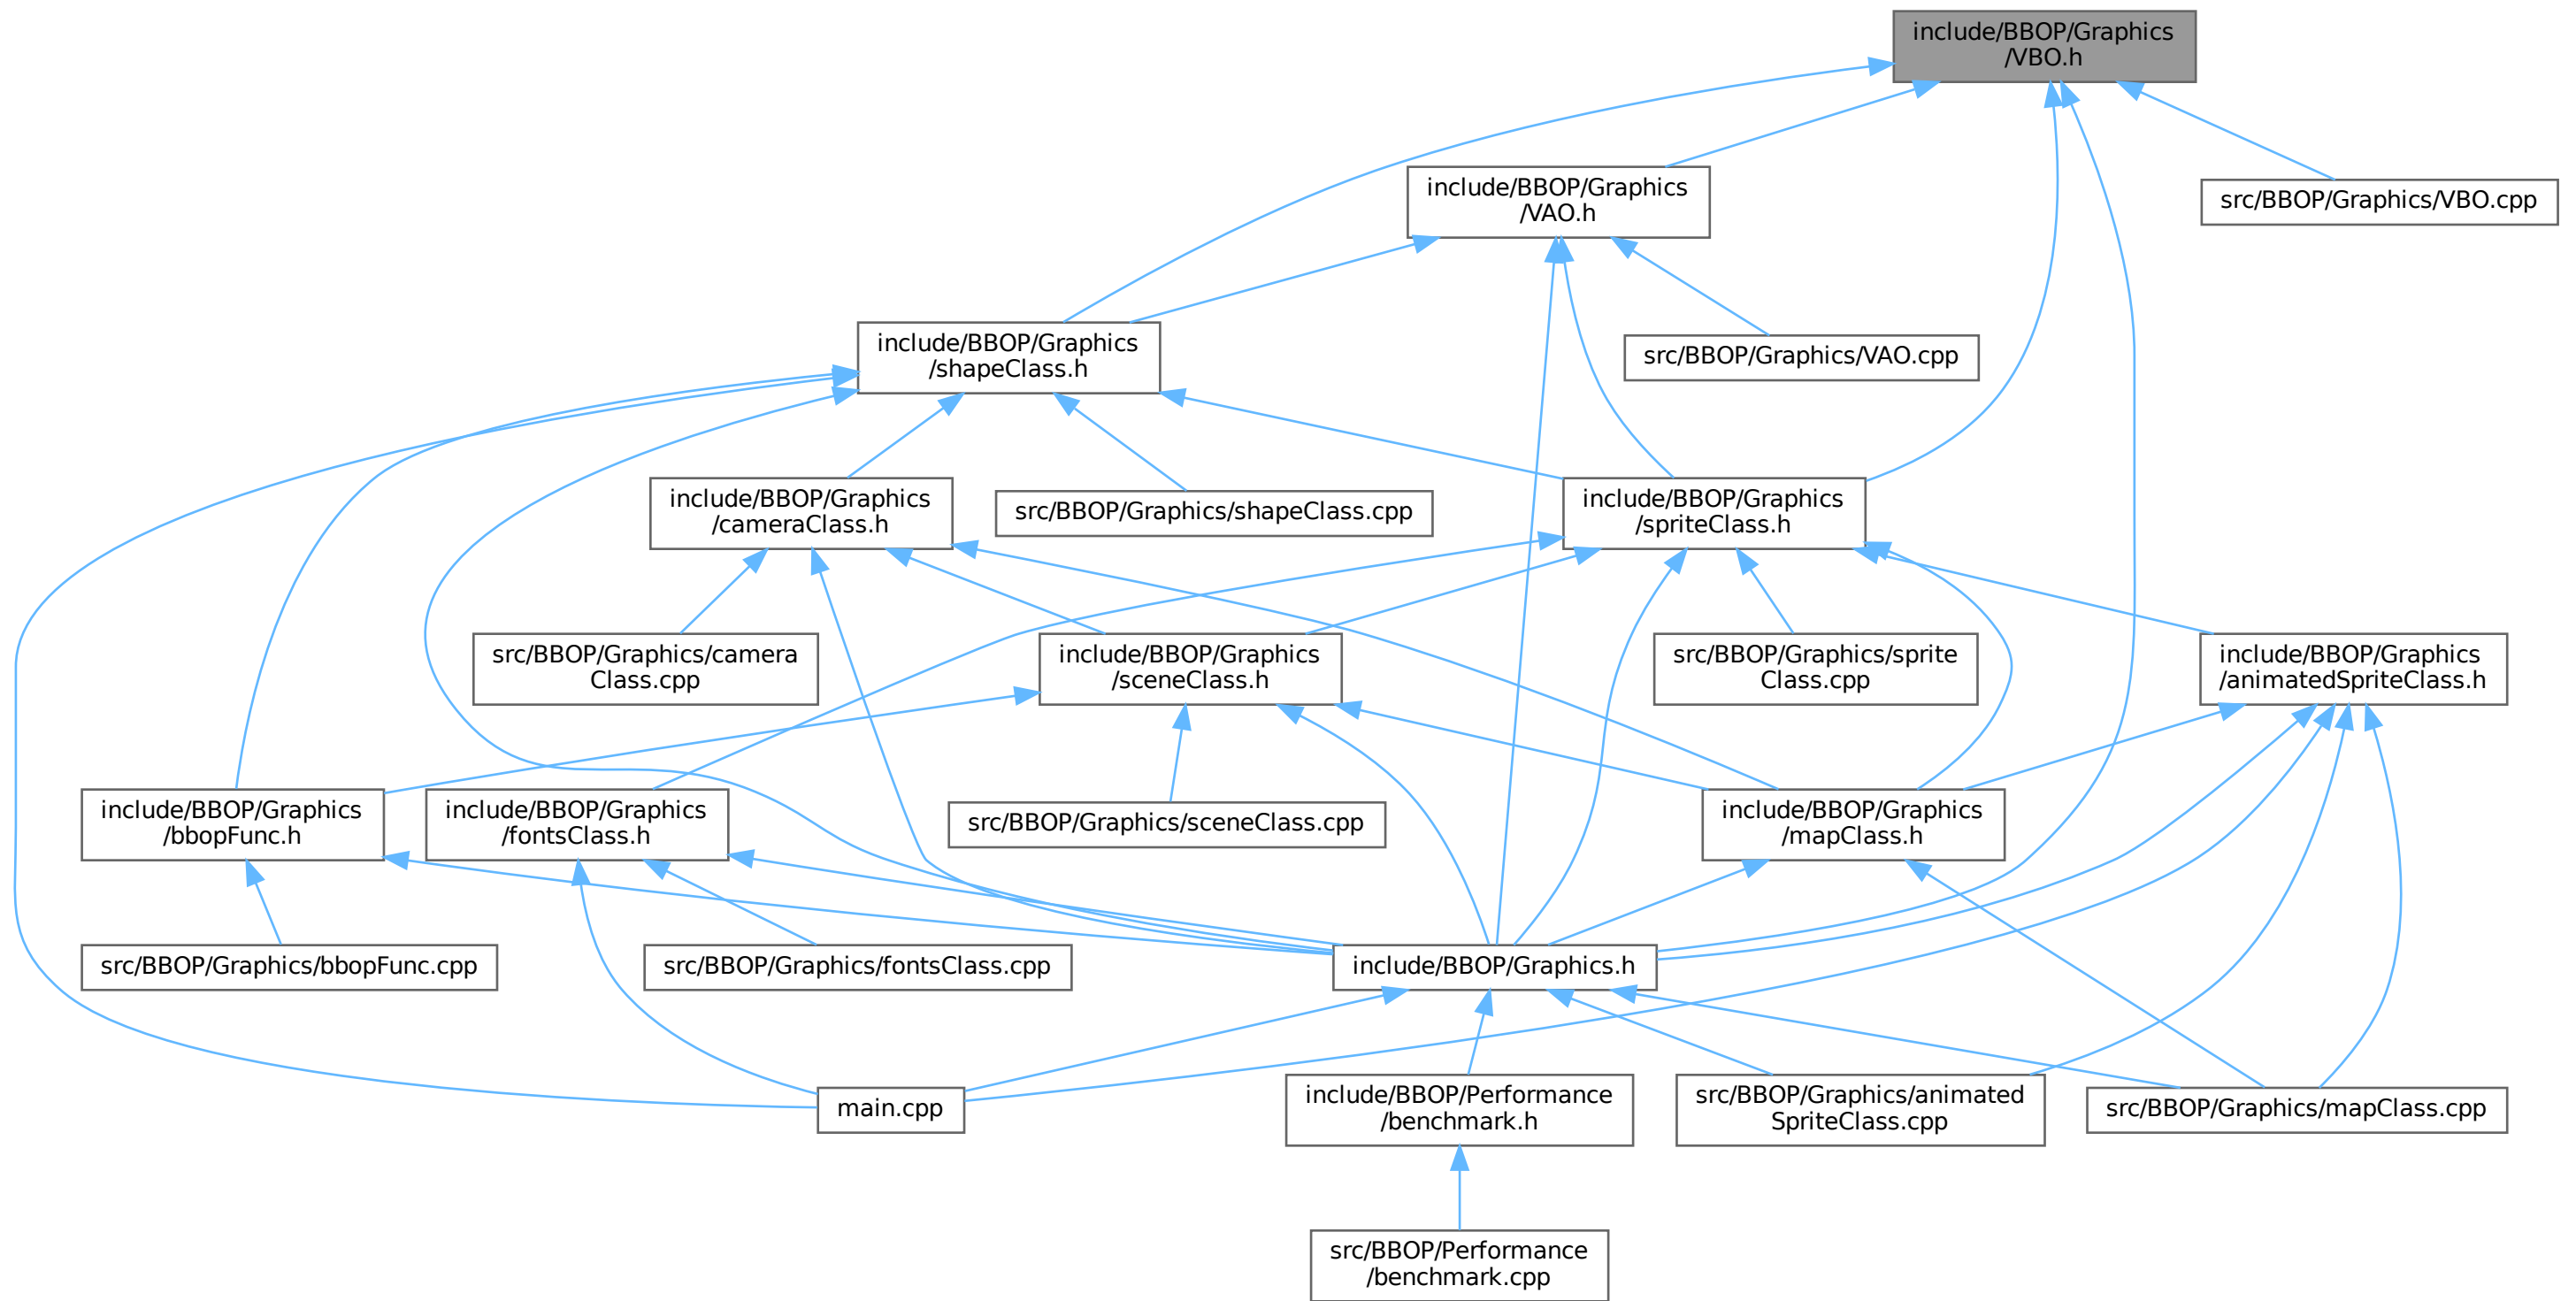 include/BBOP/Graphics
/VBO.h
include/BBOP/Graphics
/VAO.h
src/BBOP/Graphics/VBO.cpp
include/BBOP/Graphics
/shapeClass.h
src/BBOP/Graphics/VAO.cpp
include/BBOP/Graphics
/cameraClass.h
src/BBOP/Graphics/shapeClass.cpp
include/BBOP/Graphics
/spriteClass.h
src/BBOP/Graphics/camera
Class.cpp
include/BBOP/Graphics
/sceneClass.h
src/BBOP/Graphics/sprite
Class.cpp
include/BBOP/Graphics
/animatedSpriteClass.h
include/BBOP/Graphics
/bbopFunc.h
include/BBOP/Graphics
/fontsClass.h
src/BBOP/Graphics/sceneClass.cpp
include/BBOP/Graphics
/mapClass.h
src/BBOP/Graphics/bbopFunc.cpp
src/BBOP/Graphics/fontsClass.cpp
include/BBOP/Graphics.h
main.cpp
include/BBOP/Performance
/benchmark.h
src/BBOP/Graphics/animated
SpriteClass.cpp
src/BBOP/Graphics/mapClass.cpp
src/BBOP/Performance
/benchmark.cpp